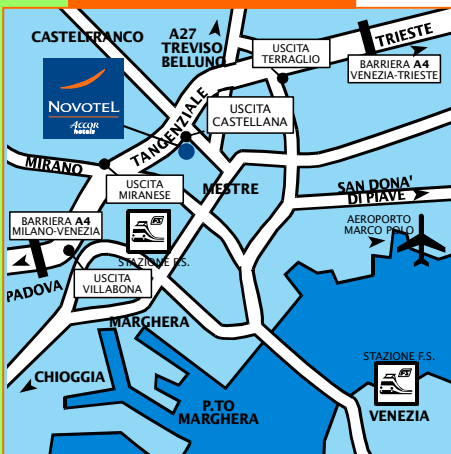 CASTELFRANCO
A27
TREVISO
BELLUNO
USCITA
TERRAGLIO
TRIESTE
BARRIERA A4
VENEZIA-TRIESTE
NOVOTEL
ACCOR
hotels
USCITA
CASTELLANA
TANGENZIALE
MIRANO
USCITA
MIRANESE
MESTRE
SAN DONA'
DI PIAVE
BARRIERA A4
MILANO-VENEZIA
FS
STAZIONE F.S.
AEROPORTO
MARCO POLO
USCITA
VILLABONA
PADOVA
MARGHERA
CHIOGGIA
P.TO
MARGHERA
STAZIONE F.S.
FS
VENEZIA